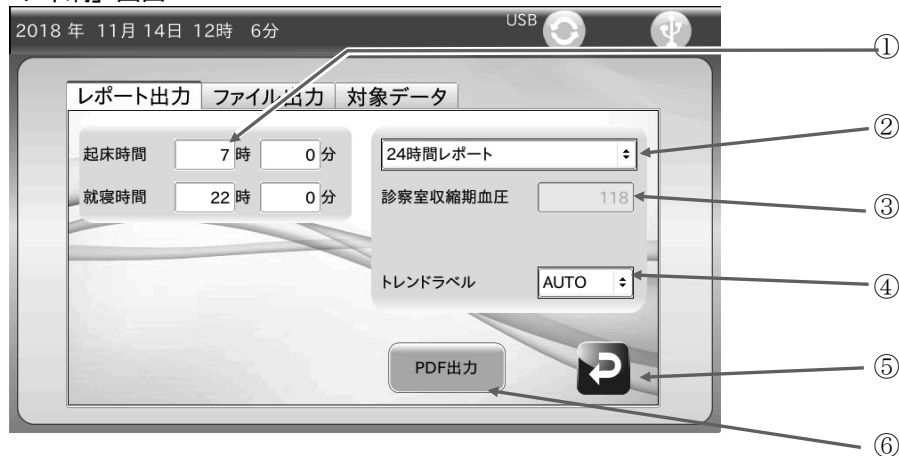 2018 年 11月 14日 12時 6分 USB
①
レポート出力 ファイル出力 対象データ
②
起床時間 7 時 0 分 24時間レポート
就寝時間 22 時 0 分 診察室収縮期血圧 118
③
トレンドラベル AUTO
④
PDF出力
⑤
⑥